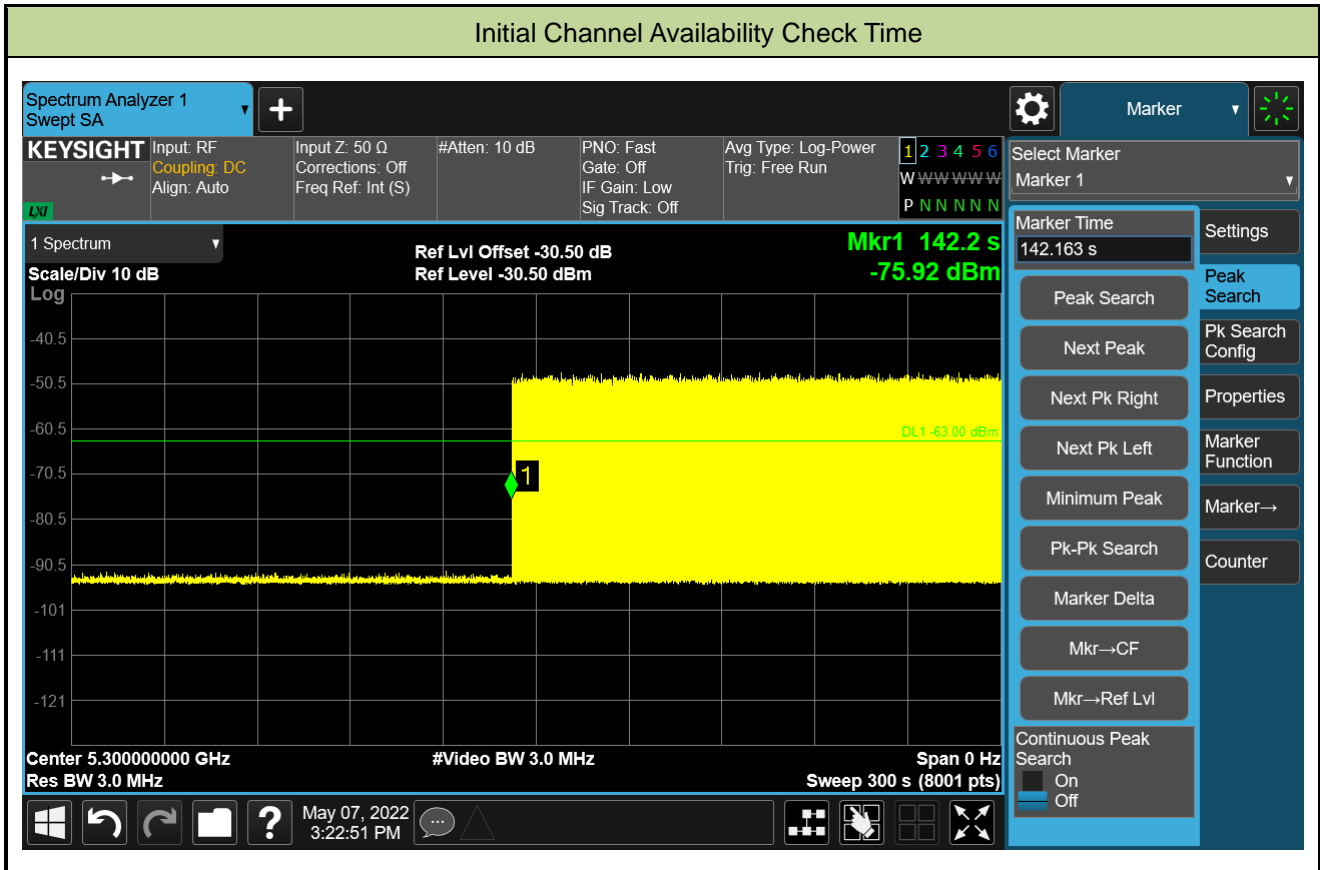 Initial Channel Availability Check Time
Spectrum Analyzer 1
Swept SA
+
Marker
KEYSIGHT
LXI
Input: RF
Coupling: DC
Align: Auto
Input Z: 50 Ω
Corrections: Off
Freq Ref: Int (S)
#Atten: 10 dB
PNO: Fast
Gate: Off
IF Gain: Low
Sig Track: Off
Avg Type: Log-Power
Trig: Free Run
1 2 3 4 5 6
W W W W W W
P N N N N N
Select Marker
Marker 1
1 Spectrum
Scale/Div 10 dB
Log
Ref Lvl Offset -30.50 dB
Ref Level -30.50 dBm
Mkr1 142.2 s
-75.92 dBm
-40.5
-50.5
-60.5
-70.5
-80.5
-90.5
-101
-111
-121
DL1 -63.00 dBm
1
Center 5.300000000 GHz
Res BW 3.0 MHz
#Video BW 3.0 MHz
Span 0 Hz
Sweep 300 s (8001 pts)
Marker Time
142.163 s
Peak Search
Next Peak
Next Pk Right
Next Pk Left
Minimum Peak
Pk-Pk Search
Marker Delta
Mkr→CF
Mkr→Ref Lvl
Continuous Peak
Search
On
Off
Settings
Peak
Search
Pk Search
Config
Properties
Marker
Function
Marker→
Counter
?
May 07, 2022
3:22:51 PM